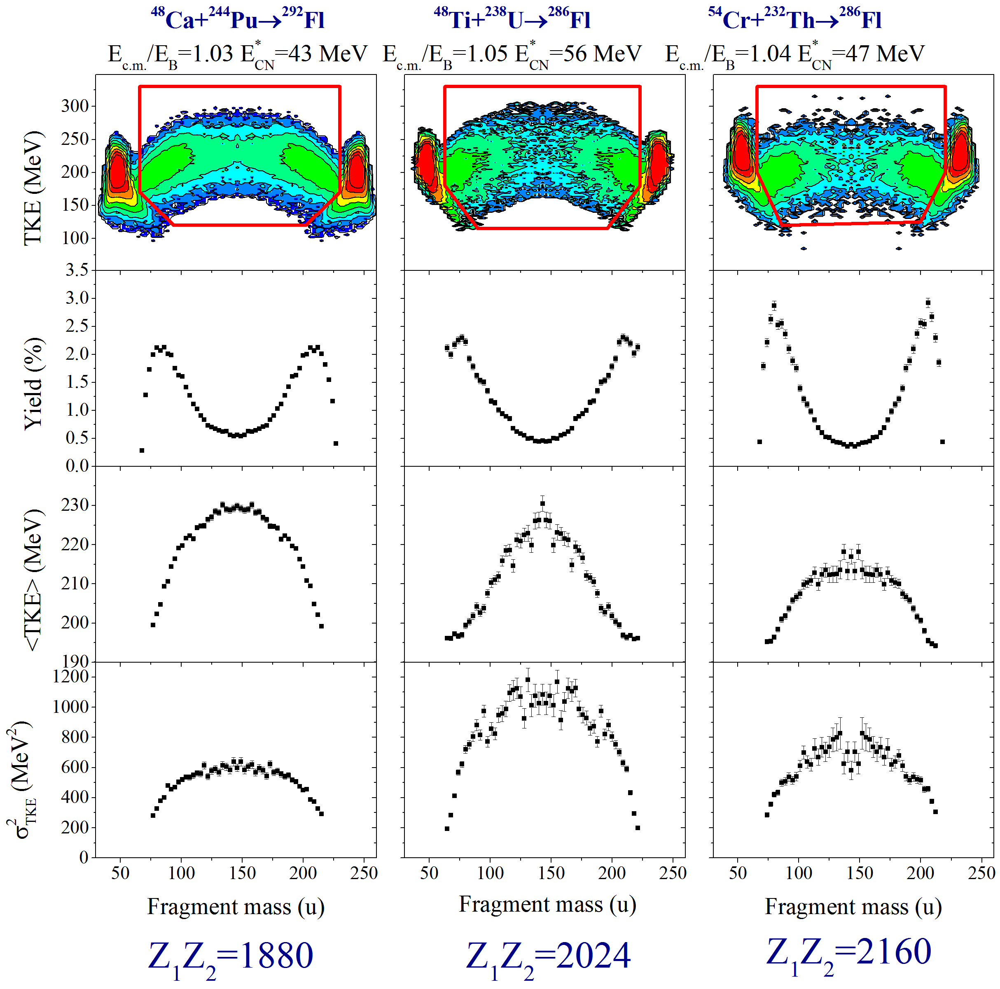 48Ca+244Pu→292Fl 48Ti+238U→286Fl 54Cr+232Th→286Fl
Ec.m./EB=1.03 E*CN=43 MeV Ec.m./EB=1.05 E*CN=56 MeV Ec.m./EB=1.04 E*CN=47 MeV
TKE (MeV)
300
250
200
150
100
Yield (%)
3.5
3.0
2.5
2.0
1.5
1.0
0.5
0.0
<TKE> (MeV)
230
220
210
200
190
σ2TKE (MeV2)
1200
1000
800
600
400
200
0
50 100 150 200 250 50 100 150 200 250 50 100 150 200 250
Fragment mass (u) Fragment mass (u) Fragment mass (u)
Z1Z2=1880 Z1Z2=2024 Z1Z2=2160